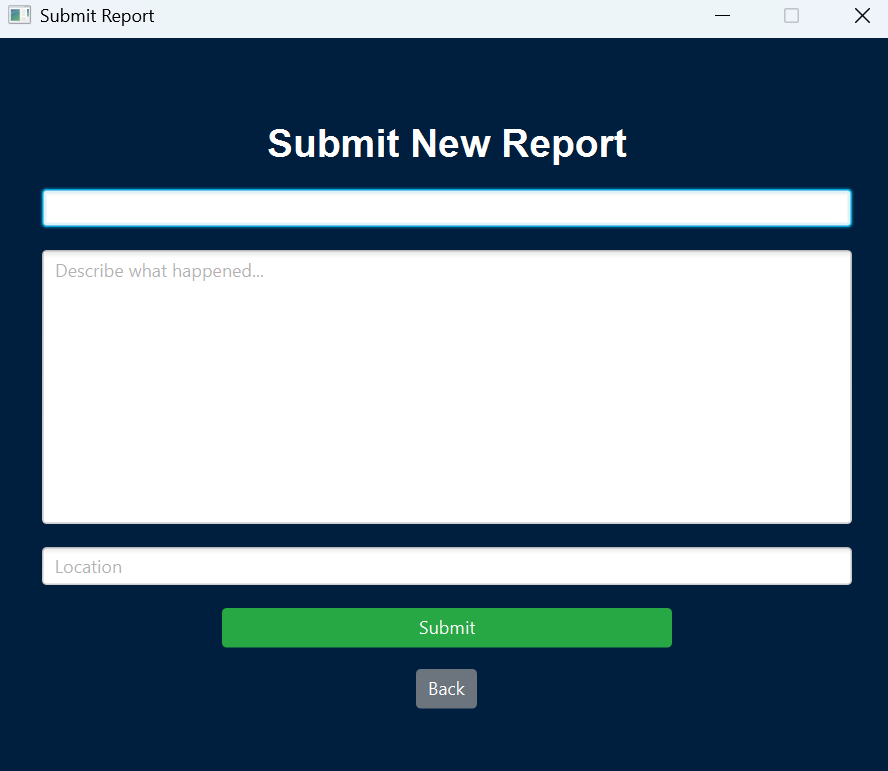 Submit Report
Submit New Report
Describe what happened...
Location
Submit
Back